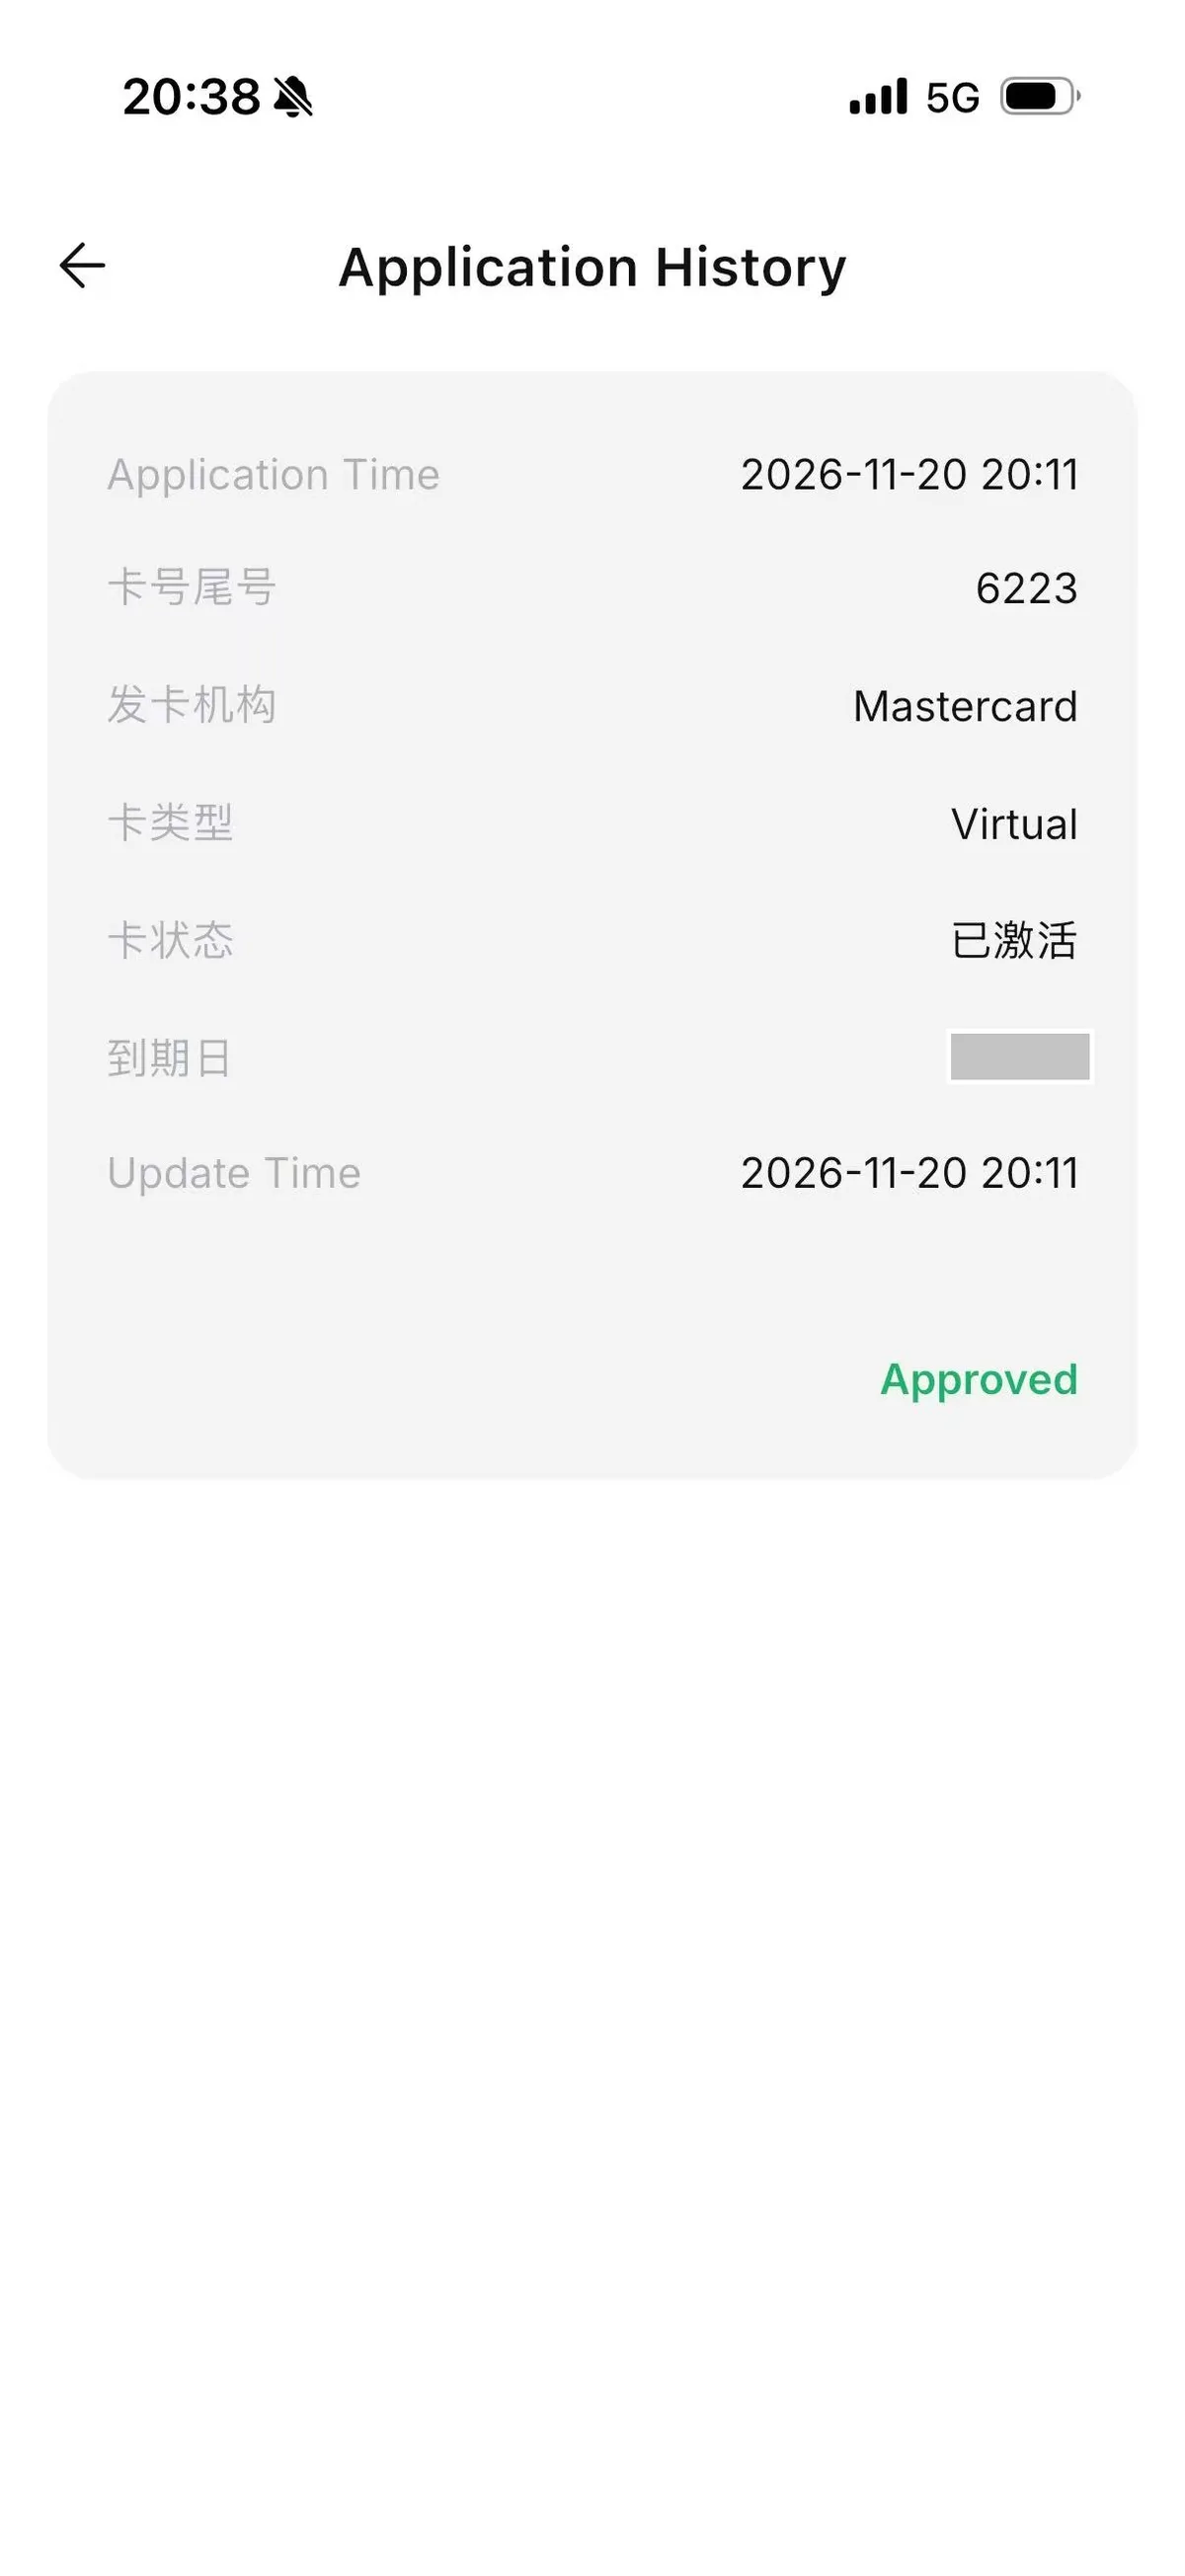 20:38 5G
Application History
Application Time 2026-11-20 20:11
卡号尾号 6223
发卡机构 Mastercard
卡类型 Virtual
卡状态 已激活
到期日
Update Time 2026-11-20 20:11
Approved